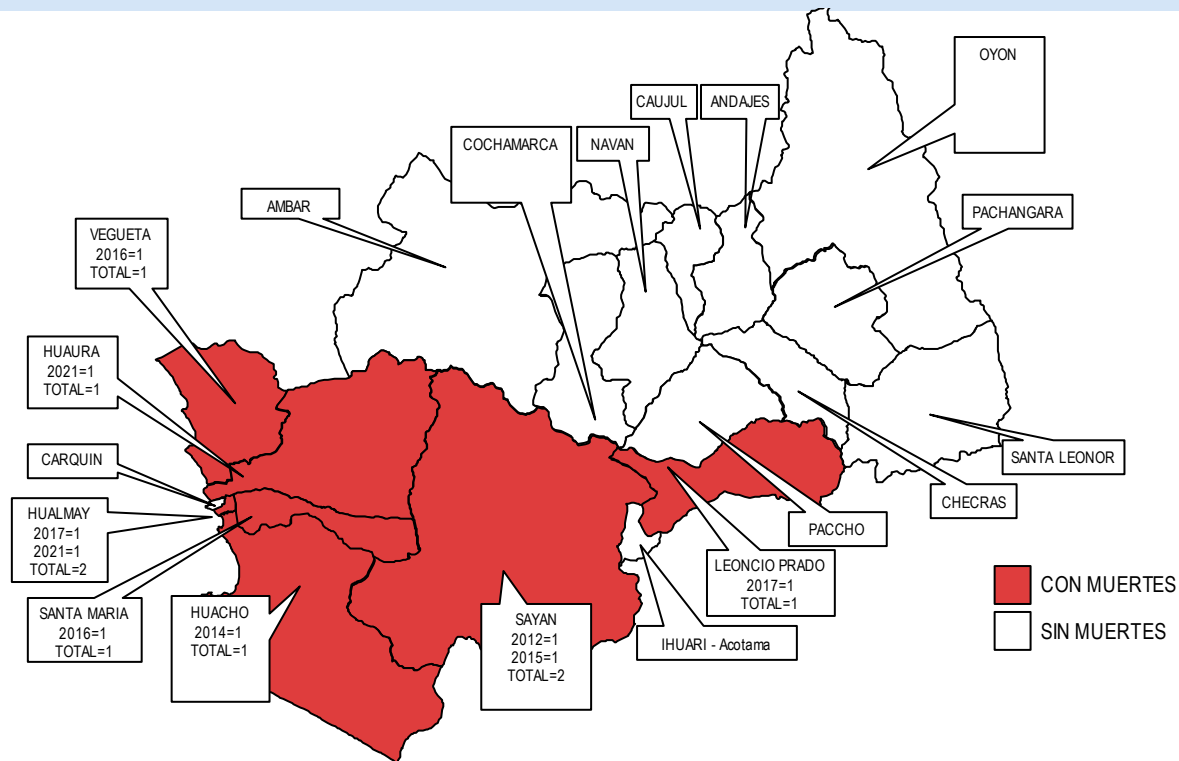 OYON
CAUJUL
ANDAJES
COCHAMARCA
NAVAN
AMBAR
PACHANGARA
VEGUETA
2016=1
TOTAL=1
HUAURA
2021=1
TOTAL=1
CARQUIN
SANTA LEONOR
CHECRAS
HUALMAY
2017=1
2021=1
TOTAL=2
PACCHO
LEONCIO PRADO
2017=1
TOTAL=1
SANTA MARIA
2016=1
TOTAL=1
HUACHO
2014=1
TOTAL=1
SAYAN
2012=1
2015=1
TOTAL=2
IHUARI - Acotama
CON MUERTES
SIN MUERTES